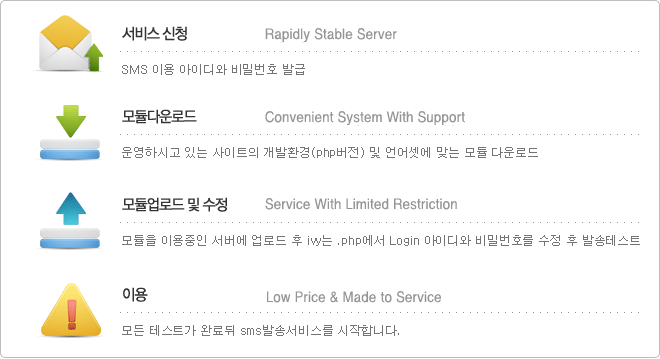 서비스 신청 Rapidly Stable Server
SMS 이용 아이디와 비밀번호 발급
모듈다운로드 Convenient System With Support
운영하시고 있는 사이트의 개발환경(php버전) 및 언어셋에 맞는 모듈 다운로드
모듈업로드 및 수정 Service With Limited Restriction
모듈을 이용중인 서버에 업로드 후 ivy는 .php에서 Login 아이디와 비밀번호를 수정 후 발송테스트
이용 Low Price & Made to Service
모든 테스트가 완료뒤 sms발송서비스를 시작합니다.